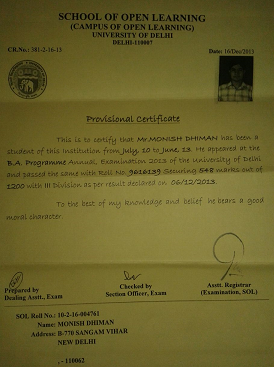 SCHOOL OF OPEN LEARNING
(CAMPUS OF OPEN LEARNING)
UNIVERSITY OF DELHI
DELHI-110007
CR.No.: 381-2-16-13
Date: 16/Dec/2013
Provisional Certificate
This is to certify that Mr.MONISH DHIMAN has been a
student of this Institution from July, 10 to June, 13. He appeared at the
B.A. Programme Annual, Examination 2013 of the University of Delhi
and passed the same with Roll No. 9616139 Securing 548 marks out of
1200 with III Division as per result declared on 06/12/2013.
To the best of my knowledge and belief he bears a good
moral character
Prepared by
Dealing Asstt., Exam
Checked by
Section Officer, Exam
Asstt. Registrar
(Examination, SOL)
SOL Roll No.: 10-2-16-004761
Name: MONISH DHIMAN
Address: B-770 SANGAM VIHAR
NEW DELHI
, - 110062